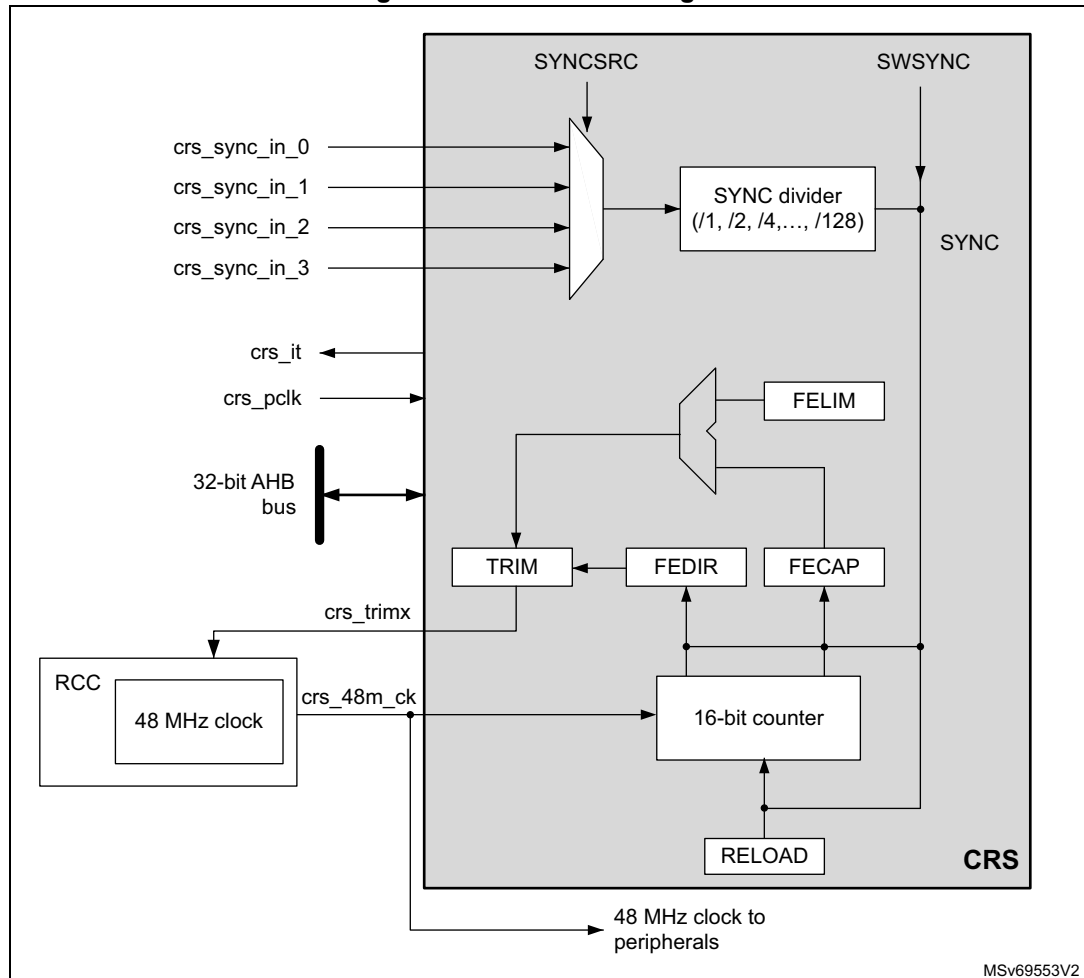 SYNCSRC
SWSYNC
crs_sync_in_0
crs_sync_in_1
crs_sync_in_2
crs_sync_in_3
SYNC divider
(/1, /2, /4,…, /128)
SYNC
crs_it
crs_pclk
FELIM
32-bit AHB
bus
TRIM
FEDIR
FECAP
crs_trimx
RCC
48 MHz clock
crs_48m_ck
16-bit counter
RELOAD
CRS
48 MHz clock to
peripherals
MSv69553V2